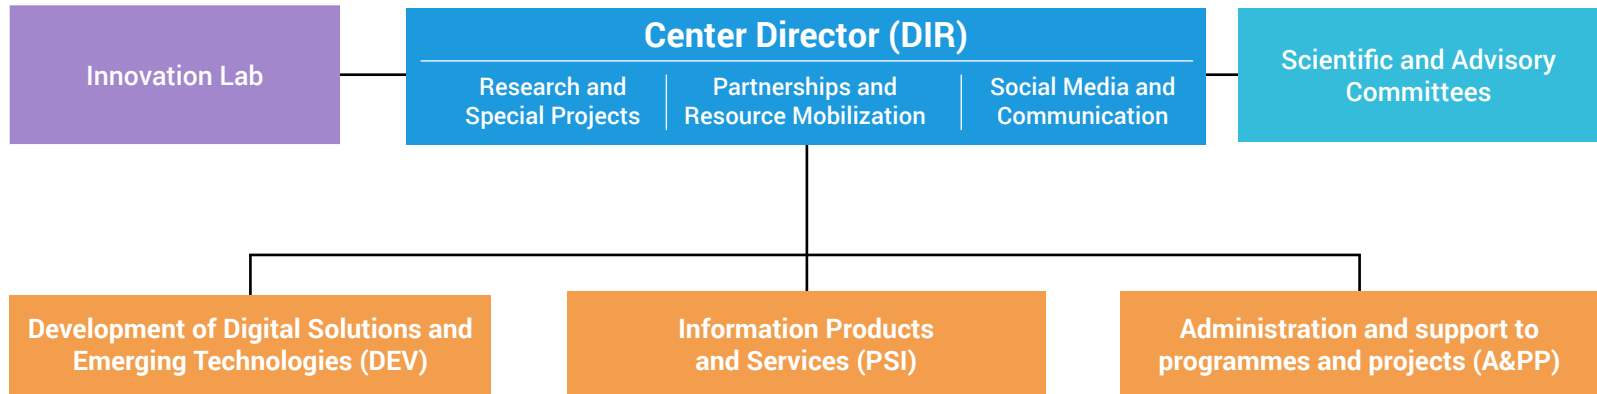 Innovation Lab
Center Director (DIR)
Research and
Special Projects
Partnerships and
Resource Mobilization
Social Media and
Communication
Scientific and Advisory
Committees
Development of Digital Solutions and
Emerging Technologies (DEV)
Information Products
and Services (PSI)
Administration and support to
programmes and projects (A&PP)